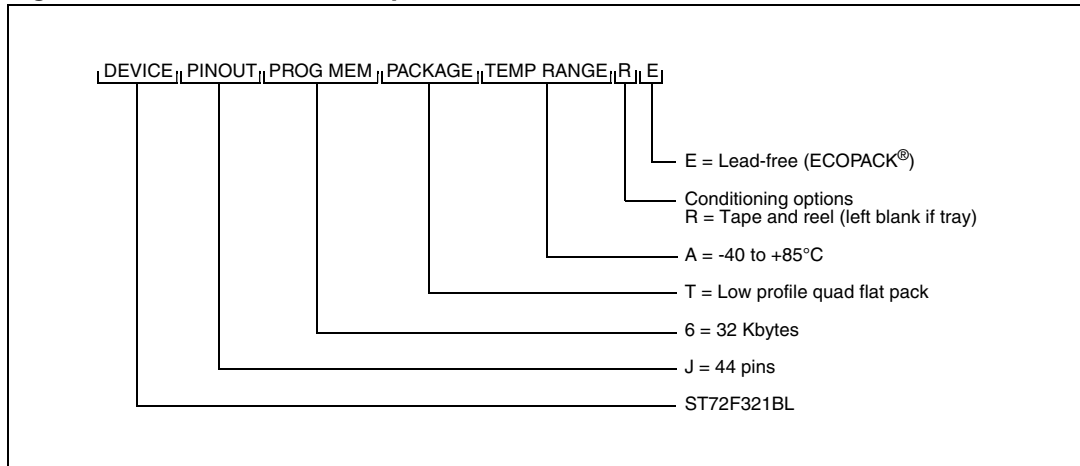 DEVICE PINOUT PROG MEM PACKAGE TEMP RANGE R E
E = Lead-free (ECOPACK®)
Conditioning options
R = Tape and reel (left blank if tray)
A = -40 to +85°C
T = Low profile quad flat pack
6 = 32 Kbytes
J = 44 pins
ST72F321BL